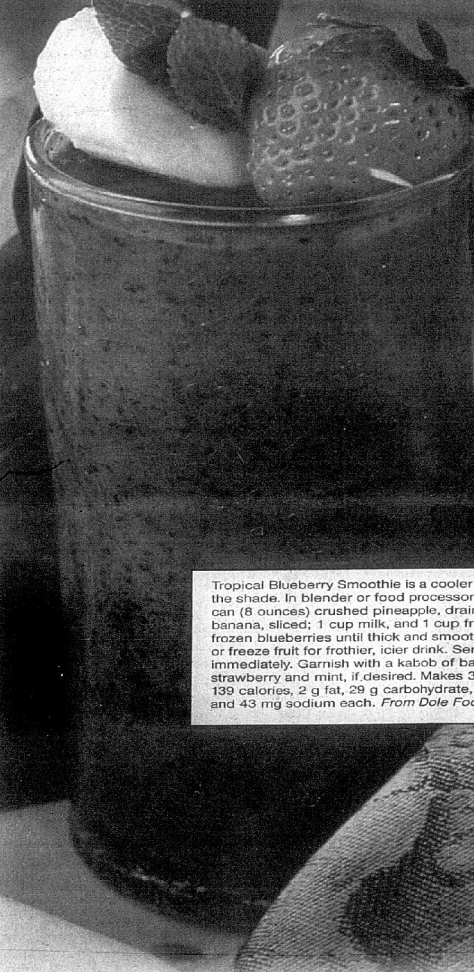 Tropical Blueberry Smoothie is a cooler
the shade. In blender or food processor
can (8 ounces) crushed pineapple, drai
banana, sliced; 1 cup milk, and 1 cup fr
frozen blueberries until thick and smoot
or freeze fruit for frothier, icier drink. Ser
immediately. Garnish with a kabob of ba
strawberry and mint, if desired. Makes 3
139 calories, 2 g fat, 29 g carbohydrate,
and 43 mg sodium each. From Dole Foo